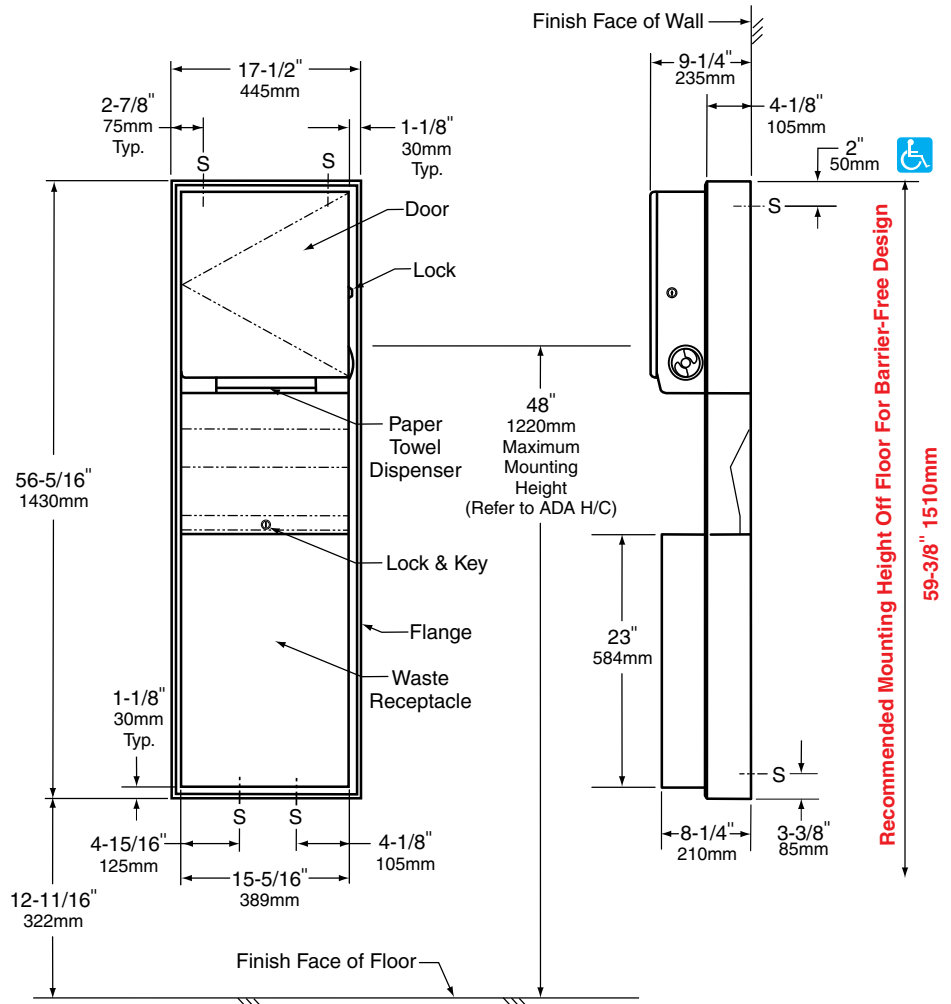 Finish Face of Wall
17-1/2"
445mm
9-1/4"
235mm
2-7/8"
75mm
Typ.
1-1/8"
30mm
Typ.
4-1/8"
105mm
2"
50mm
S
S
S
Door
Lock
48"
1220mm
Maximum
Mounting
Height
(Refer to ADA H/C)
Paper
Towel
Dispenser
56-5/16"
1430mm
Lock & Key
Flange
23"
584mm
Waste
Receptacle
1-1/8"
30mm
Typ.
S
S
S
4-15/16"
125mm
4-1/8"
105mm
8-1/4"
210mm
3-3/8"
85mm
15-5/16"
389mm
12-11/16"
322mm
Finish Face of Floor
Recommended Mounting Height Off Floor For Barrier-Free Design
59-3/8" 1510mm